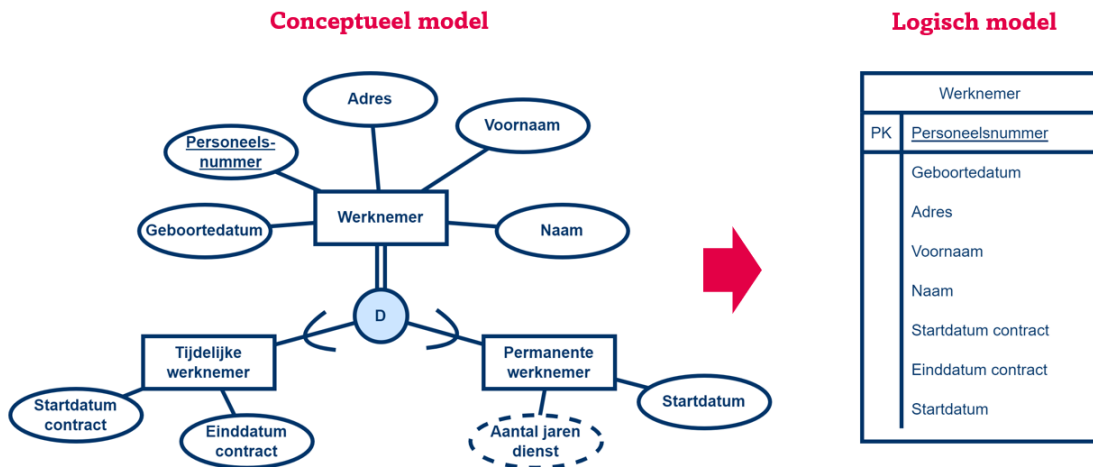 Conceptueel model
Logisch model
Adres
Voornaam
Personeels-
nummer
Werknemer
Geboortedatum
Naam
D
Tijdelijke
werknemer
Permanente
werknemer
Startdatum
contract
Einddatum
contract
Aantal jaren
dienst
Startdatum
Werknemer
PK Personeelsnummer
Geboortedatum
Adres
Voornaam
Naam
Startdatum contract
Einddatum contract
Startdatum